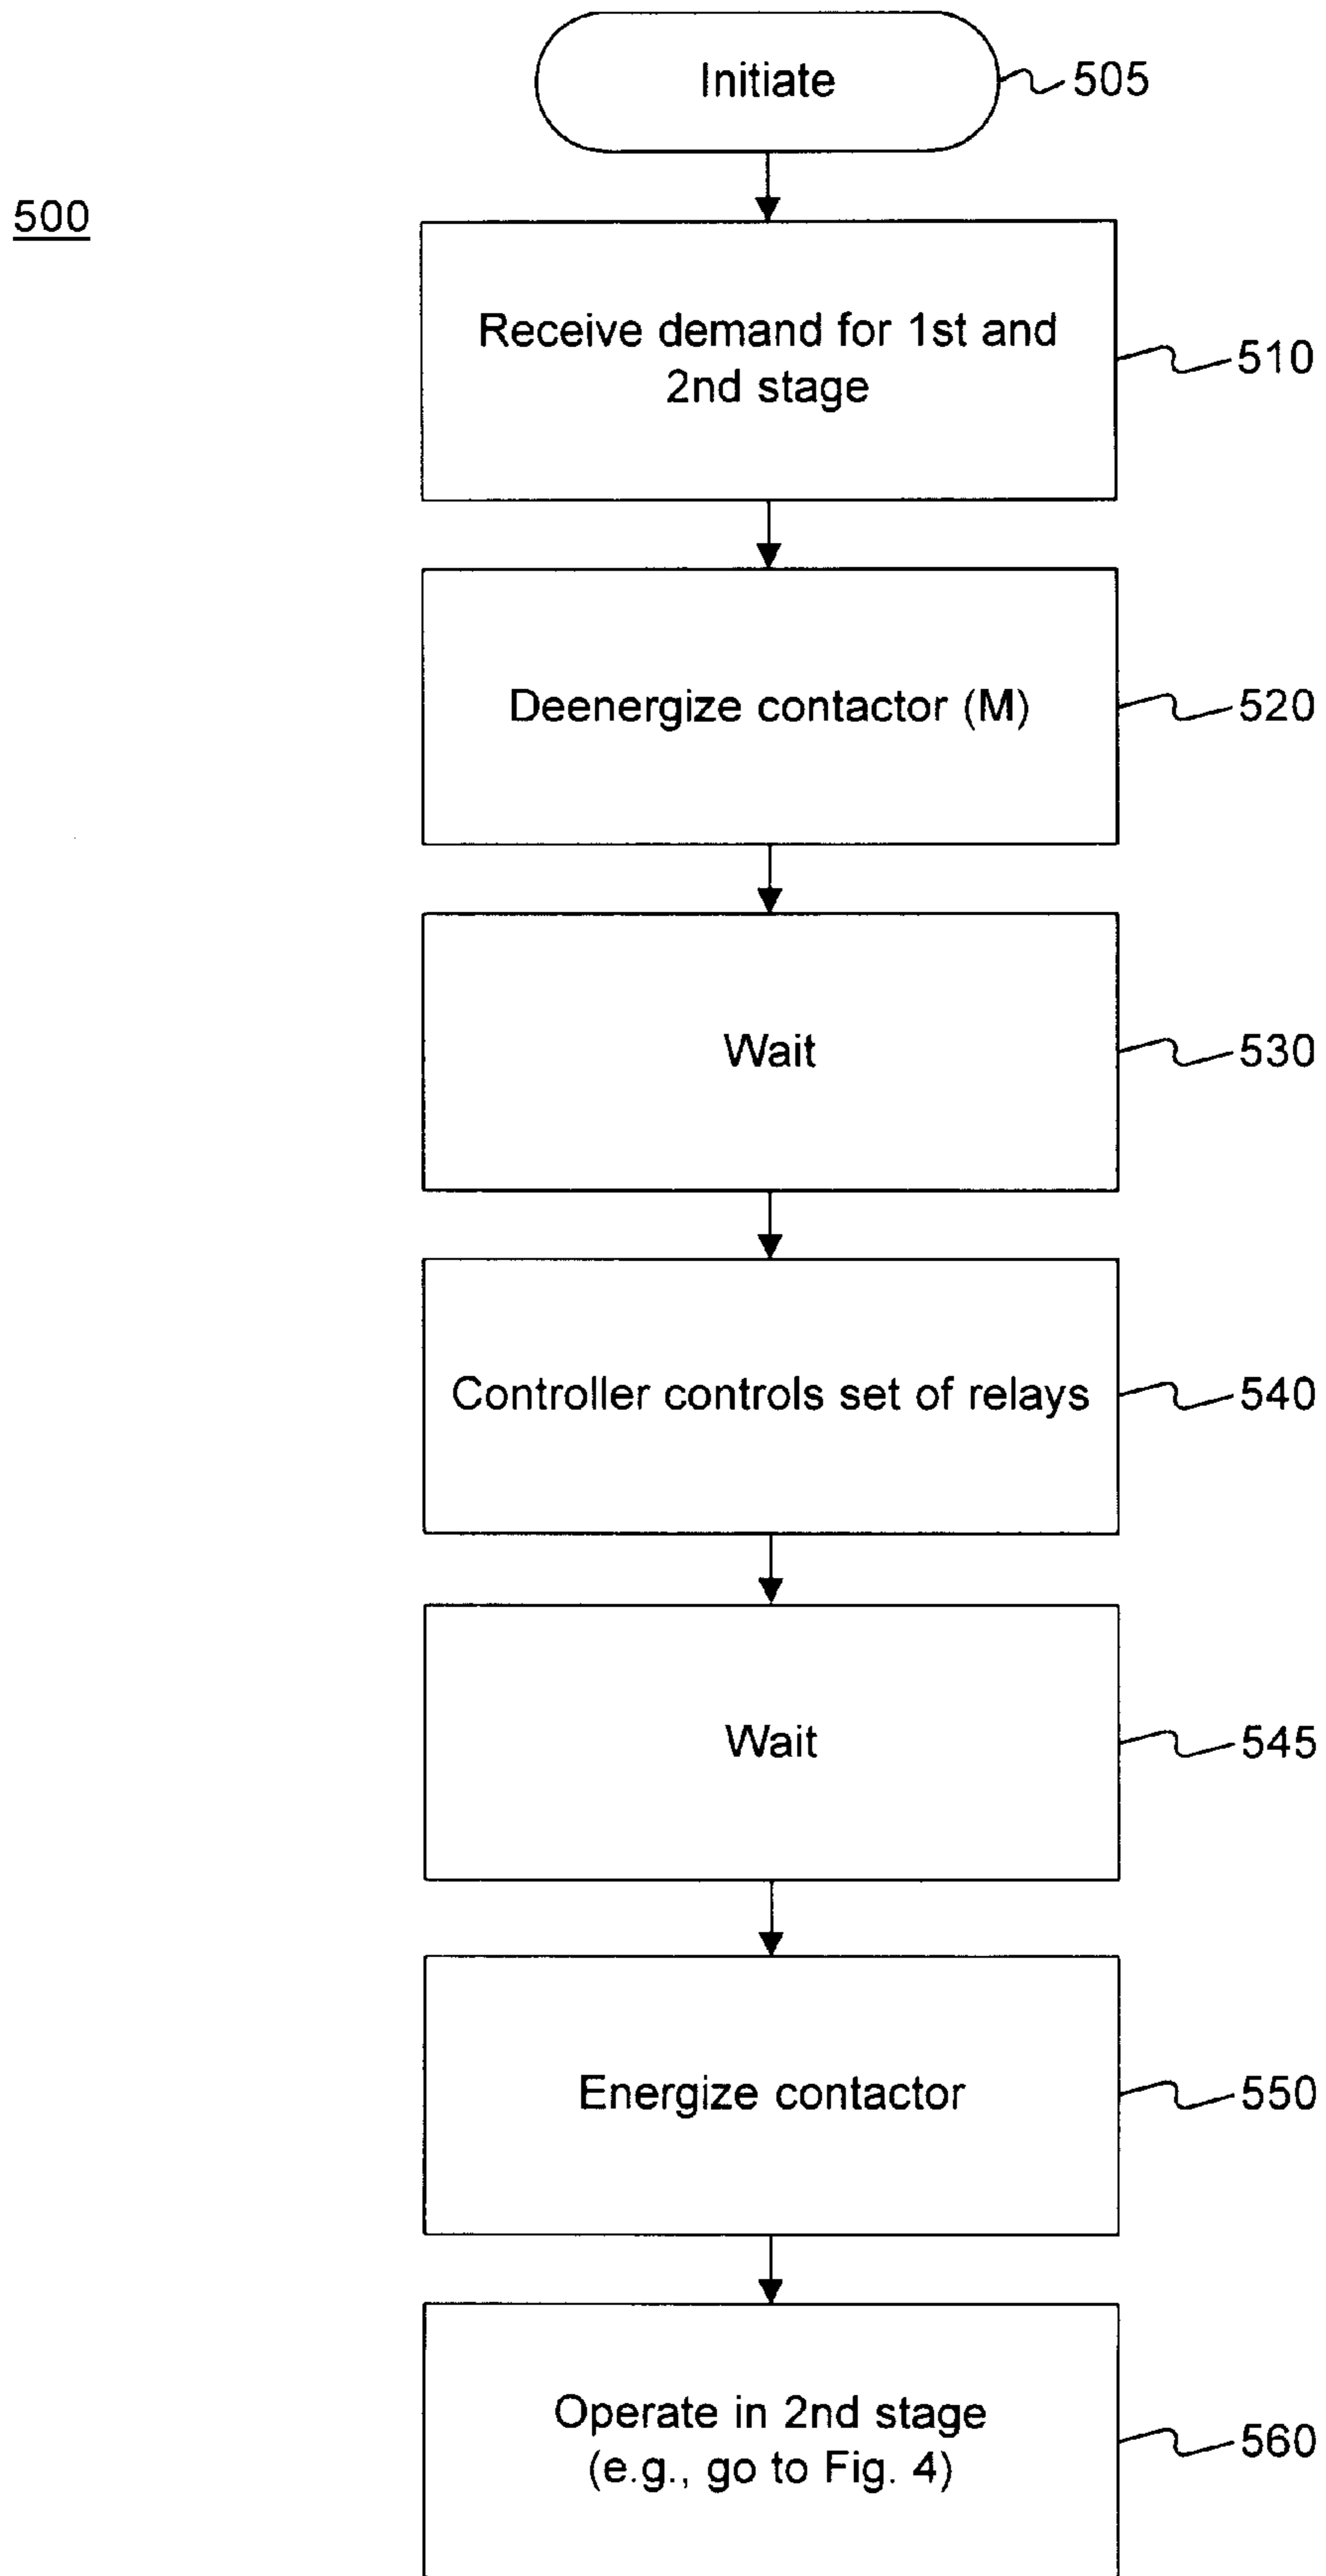 Initiate
505
500
Receive demand for 1st and
2nd stage
510
Deenergize contactor (M)
520
Wait
530
Controller controls set of relays
540
Wait
545
Energize contactor
550
Operate in 2nd stage
(e.g., go to Fig. 4)
560